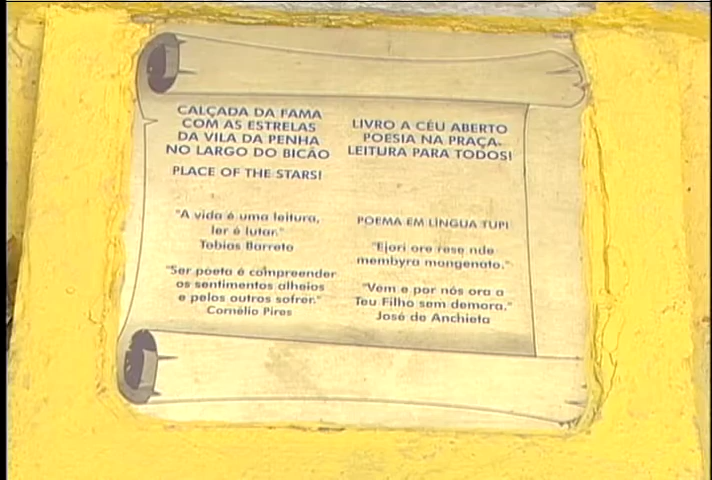 CALÇADA DA FAMA
COM AS ESTRELAS
DA VILA DA PENHA
NO LARGO DO BICÃO
PLACE OF THE STARS!
"A vida é uma leitura,
ler é lutar."
Tobias Barreto
"Ser poeta é compreender
os sentimentos alheios
e pelos outros sofrer."
Cornélio Pires
LIVRO A CÉU ABERTO
POESIA NA PRAÇA.
LEITURA PARA TODOS!
POEMA EM LÍNGUA TUPI
"Ejori ore rese nde
membyra mongenato."
"Vem e por nós ora a
Teu Filho sem demora."
José de Anchieta